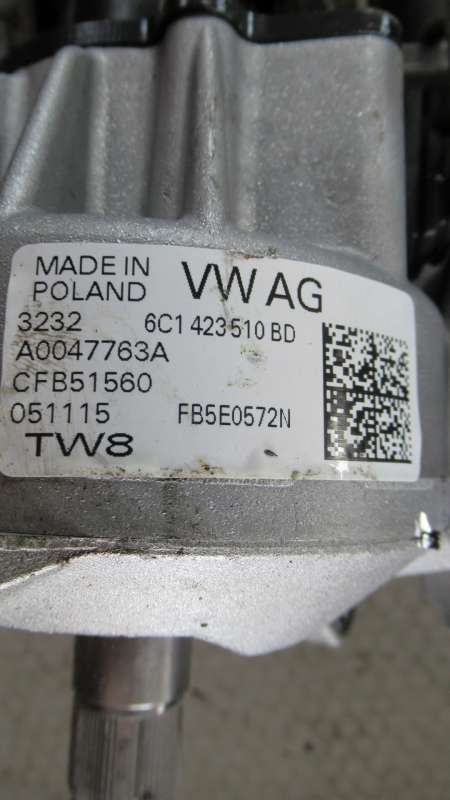 MADE IN
POLAND
VW AG
3232 6C1 423 510 BD
A0047763A
CFB51560
051115 FB5E0572N
TW8